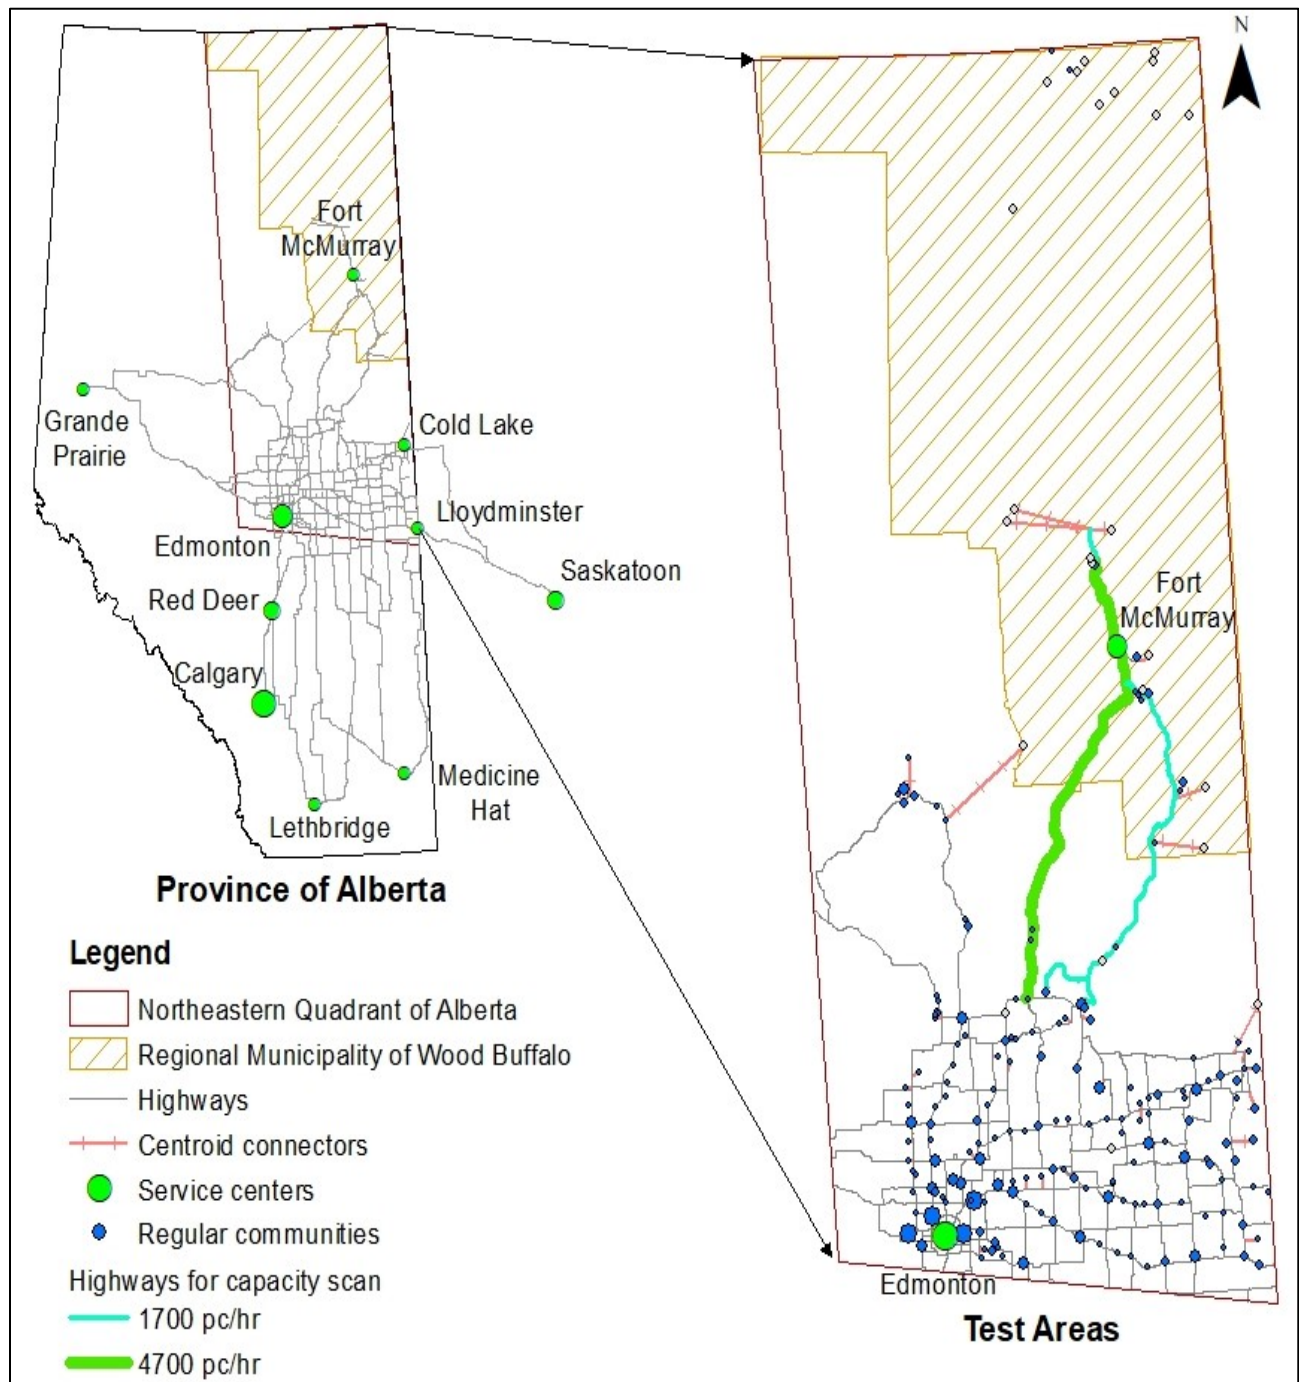 N
Fort
McMurray
Grande
Prairie
Cold Lake
Lloydminster
Edmonton
Saskatoon
Red Deer
Calgary
Medicine
Hat
Lethbridge
Province of Alberta
Fort
McMurray
Edmonton
Test Areas
Legend
Northeastern Quadrant of Alberta
Regional Municipality of Wood Buffalo
Highways
Centroid connectors
Service centers
Regular communities
Highways for capacity scan
1700 pc/hr
4700 pc/hr